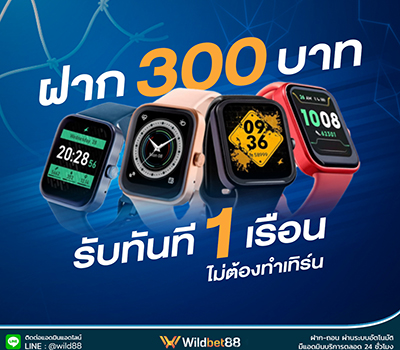 ฝาก 300 บาท
20:28 56
09
36
1008
รับทันที 1 เรือน
ไม่ต้องทำเทิร์น
ติดต่อแอดมินแอดไลน์
LINE : @wild88
Wildbet88
ฝาก-ถอน ผ่านระบบอัตโนมัติ
มีแอดมินบริการตลอด 24 ชั่วโมง